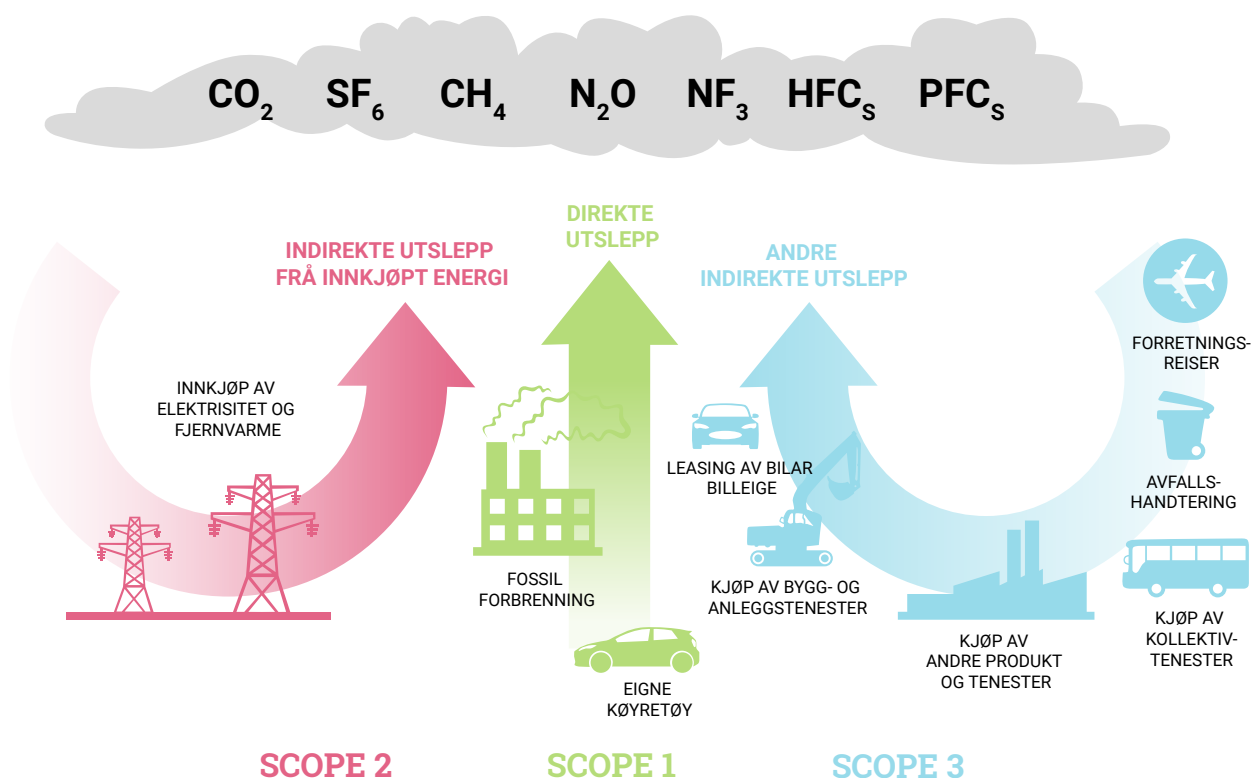 CO₂ SF₆ CH₄ N₂O NF₃ HFCₛ PFCₛ
INDIREKTE UTSLEPP
FRÅ INNKJØPT ENERGI
DIREKTE
UTSLEPP
ANDRE
INDIREKTE UTSLEPP
INNKJØP AV
ELEKTRISITET OG
FJERNVARME
FOSSIL
FORBRENNING
EIGNE
KØYRETØY
LEASING AV BILAR
BILLEIGE
KJØP AV BYGG- OG
ANLEGGSTENESTER
KJØP AV
ANDRE PRODUKT
OG TENESTER
FORRETNINGS-
REISER
AVFALLS-
HANDTERING
KJØP AV
KOLLEKTIV-
TENESTER
SCOPE 2
SCOPE 1
SCOPE 3